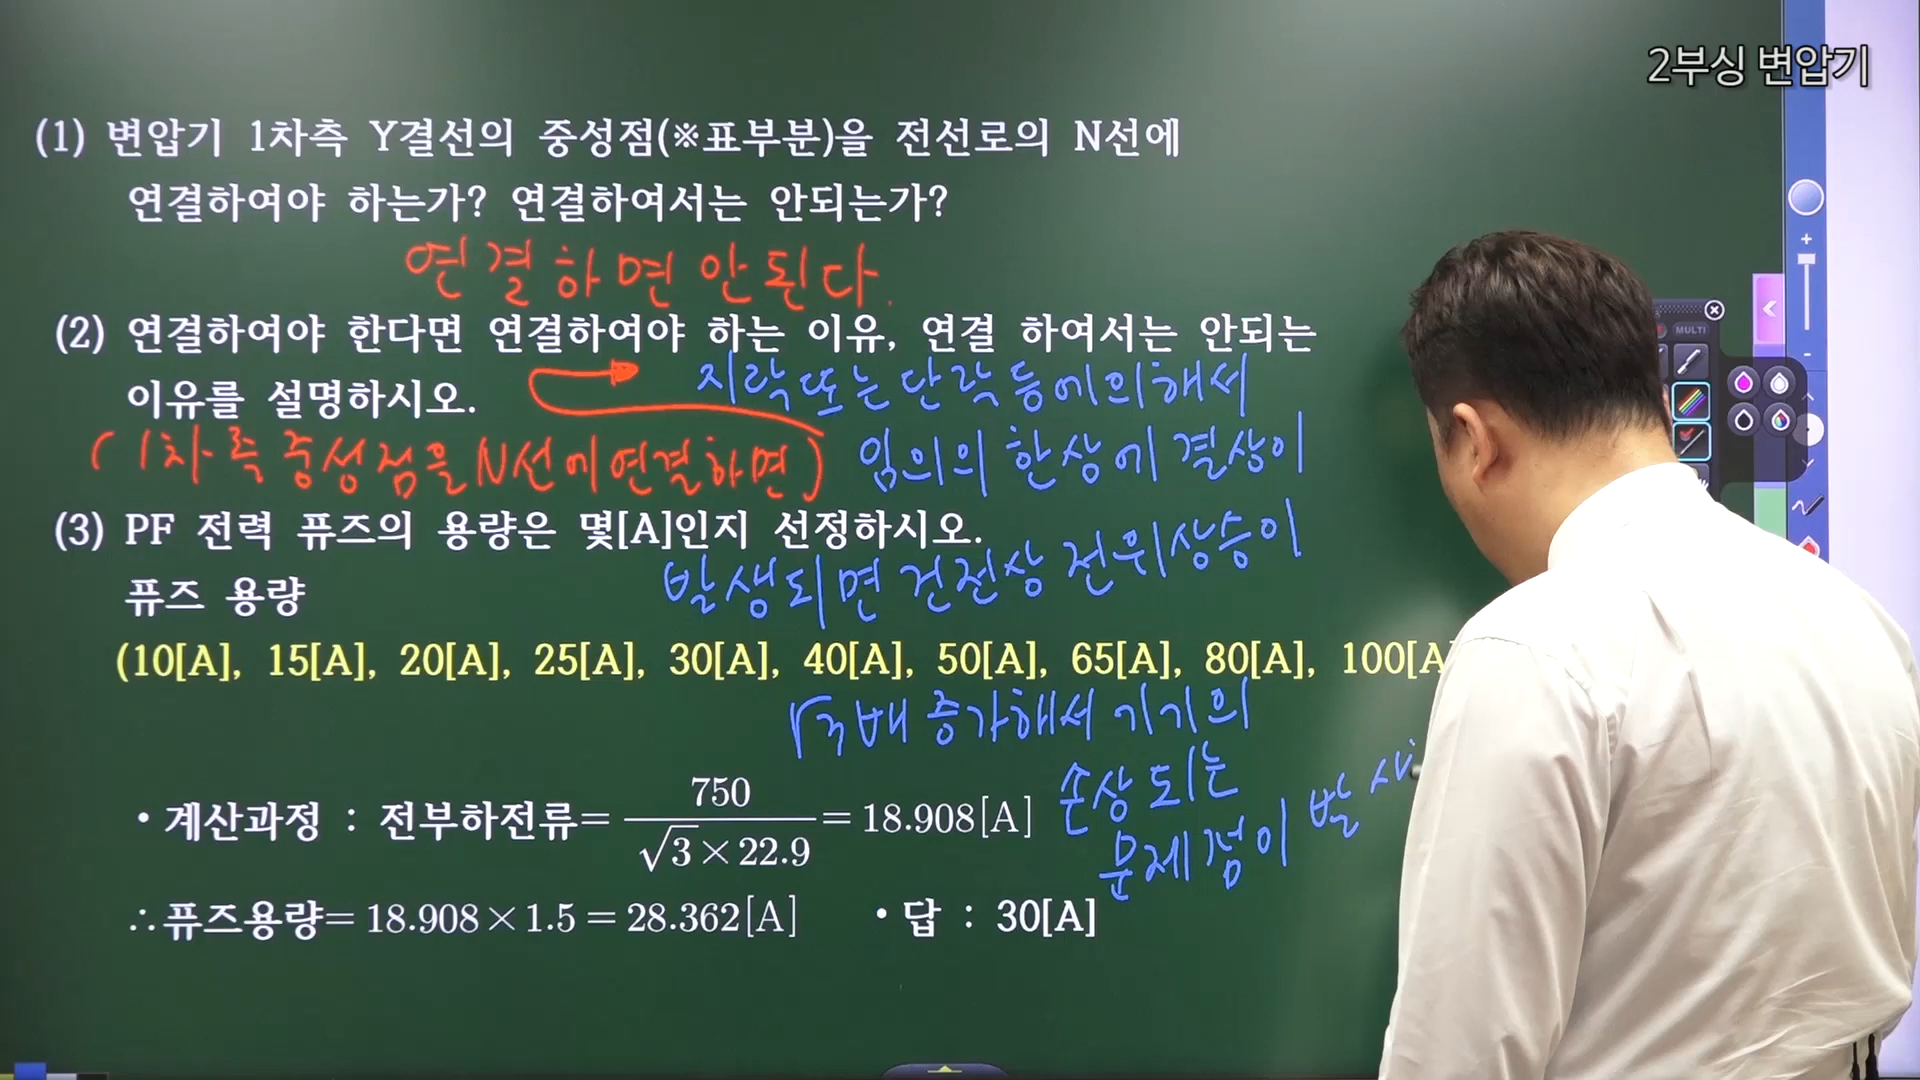 2부싱 변압기
(1) 변압기 1차측 Y결선의 중성점(※표부분)을 전선로의 N선에
연결하여야 하는가? 연결하여서는 안되는가?
연결하면 안된다.
(2) 연결하여야 한다면 연결하여야 하는 이유, 연결 하여서는 안되는
이유를 설명하시오.
(1차측 중성점을 N선에 연결하면)
지락 또는 단락 등에 의해서
임의의 한상에 결상이
발생되면 건전상 전위상승이
√3배 증가해서 기기의
손상되는
문제점이 발
(3) PF 전력 퓨즈의 용량은 몇[A]인지 선정하시오.
퓨즈 용량
(10[A], 15[A], 20[A], 25[A], 30[A], 40[A], 50[A], 65[A], 80[A], 100[A
• 계산과정 : 전부하전류= 750 / √3 × 22.9 = 18.908[A]
∴ 퓨즈용량= 18.908 × 1.5 = 28.362[A] • 답 : 30[A]
MULTI